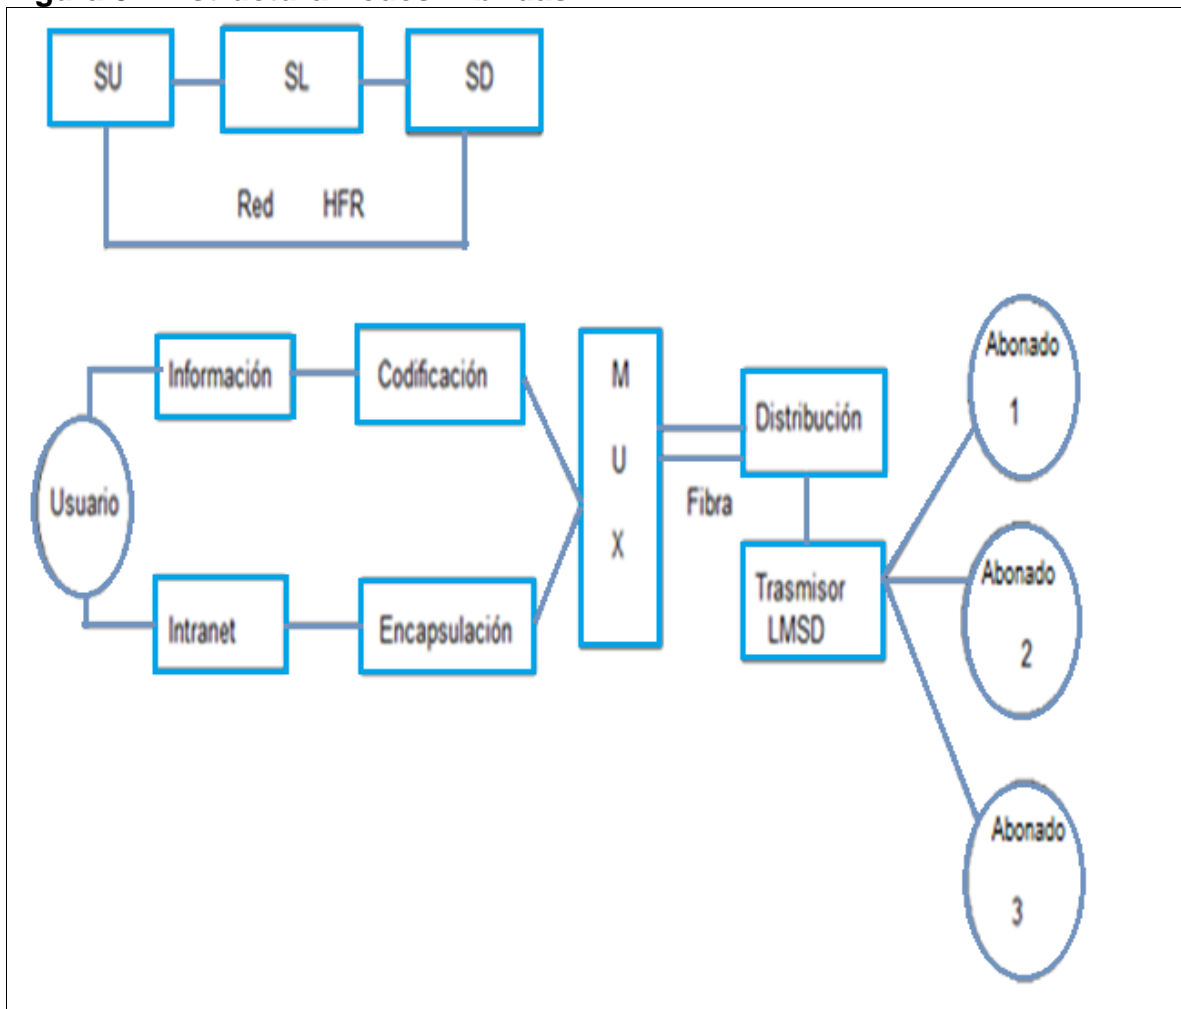 SU SL SD
Red HFR
Información
Codificación
M
U
X
Distribución
Fibra
Usuario
Intranet
Encapsulación
Trasmisor
LMSD
Abonado
1
Abonado
2
Abonado
3